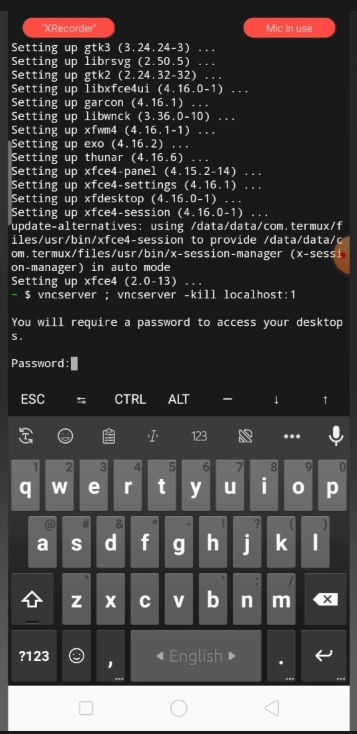 "XRecorder" Mic in use
Setting up gtk3 (3.24.24-3) ...
Setting up librsvg (2.50.5) ...
Setting up gtk2 (2.24.32-32) ...
Setting up libxfce4ui (4.16.0-1) ...
Setting up garcon (4.16.1) ...
Setting up libwnck (3.36.0-10) ...
Setting up xfwm4 (4.16.1-1) ...
Setting up exo (4.16.2) ...
Setting up thunar (4.16.6) ...
Setting up xfce4-panel (4.15.2-14) ...
Setting up xfce4-settings (4.16.1) ...
Setting up xfdesktop (4.16.0-1) ...
Setting up xfce4-session (4.16.0-1) ...
update-alternatives: using /data/data/com.termux/f
iles/usr/bin/xfce4-session to provide /data/data/c
om.termux/files/usr/bin/x-session-manager (x-sessi
on-manager) in auto mode
Setting up xfce4 (2.0-13) ...
~ $ vncserver ; vncserver -kill localhost:1
You will require a password to access your desktop
s.
Password:
ESC CTRL ALT – ↓ ↑
123
1 2 3 4 5 6 7 8 9 0
q w e r t y u i o p
@ # & * - ! ? ( )
a s d f g h j k l
z x c v b n m
?123 , English .